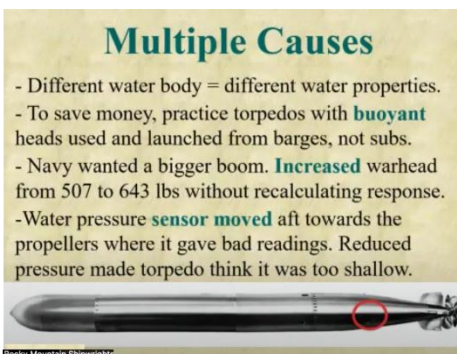 Multiple Causes
- Different water body = different water properties.
- To save money, practice torpedos with buoyant
heads used and launched from barges, not subs.
- Navy wanted a bigger boom. Increased warhead
from 507 to 643 lbs without recalculating response.
-Water pressure sensor moved aft towards the
propellers where it gave bad readings. Reduced
pressure made torpedo think it was too shallow.
Rocky Mountain Shipwrights